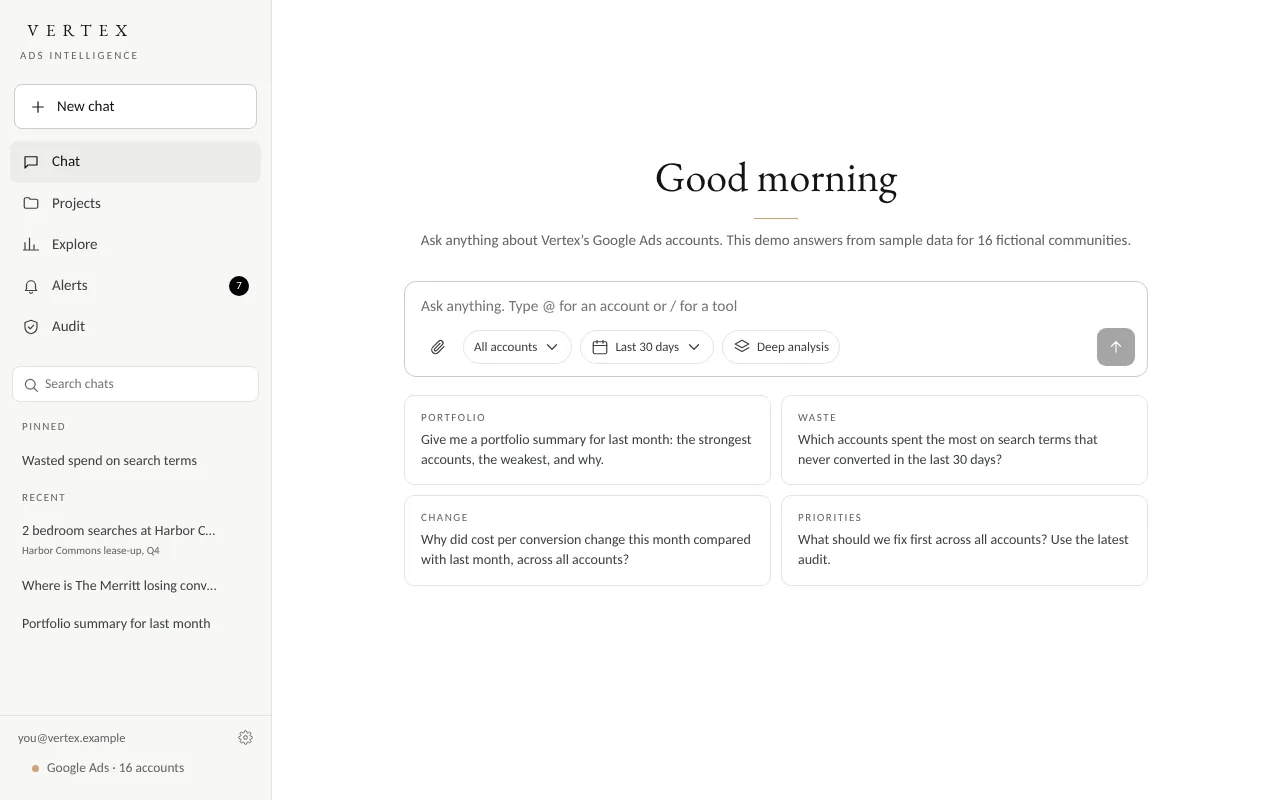 VERTEX
ADS INTELLIGENCE
New chat
Chat
Projects
Explore
Alerts
7
Audit
Search chats
PINNED
Wasted spend on search terms
RECENT
2 bedroom searches at Harbor C...
Harbor Commons lease-up, Q4
Where is The Merritt losing conv...
Portfolio summary for last month
you@vertex.example
Google Ads · 16 accounts
Good morning
Ask anything about Vertex's Google Ads accounts. This demo answers from sample data for 16 fictional communities.
Ask anything. Type @ for an account or / for a tool
All accounts
Last 30 days
Deep analysis
PORTFOLIO
Give me a portfolio summary for last month: the strongest
accounts, the weakest, and why.
WASTE
Which accounts spent the most on search terms that
never converted in the last 30 days?
CHANGE
Why did cost per conversion change this month compared
with last month, across all accounts?
PRIORITIES
What should we fix first across all accounts? Use the latest
audit.